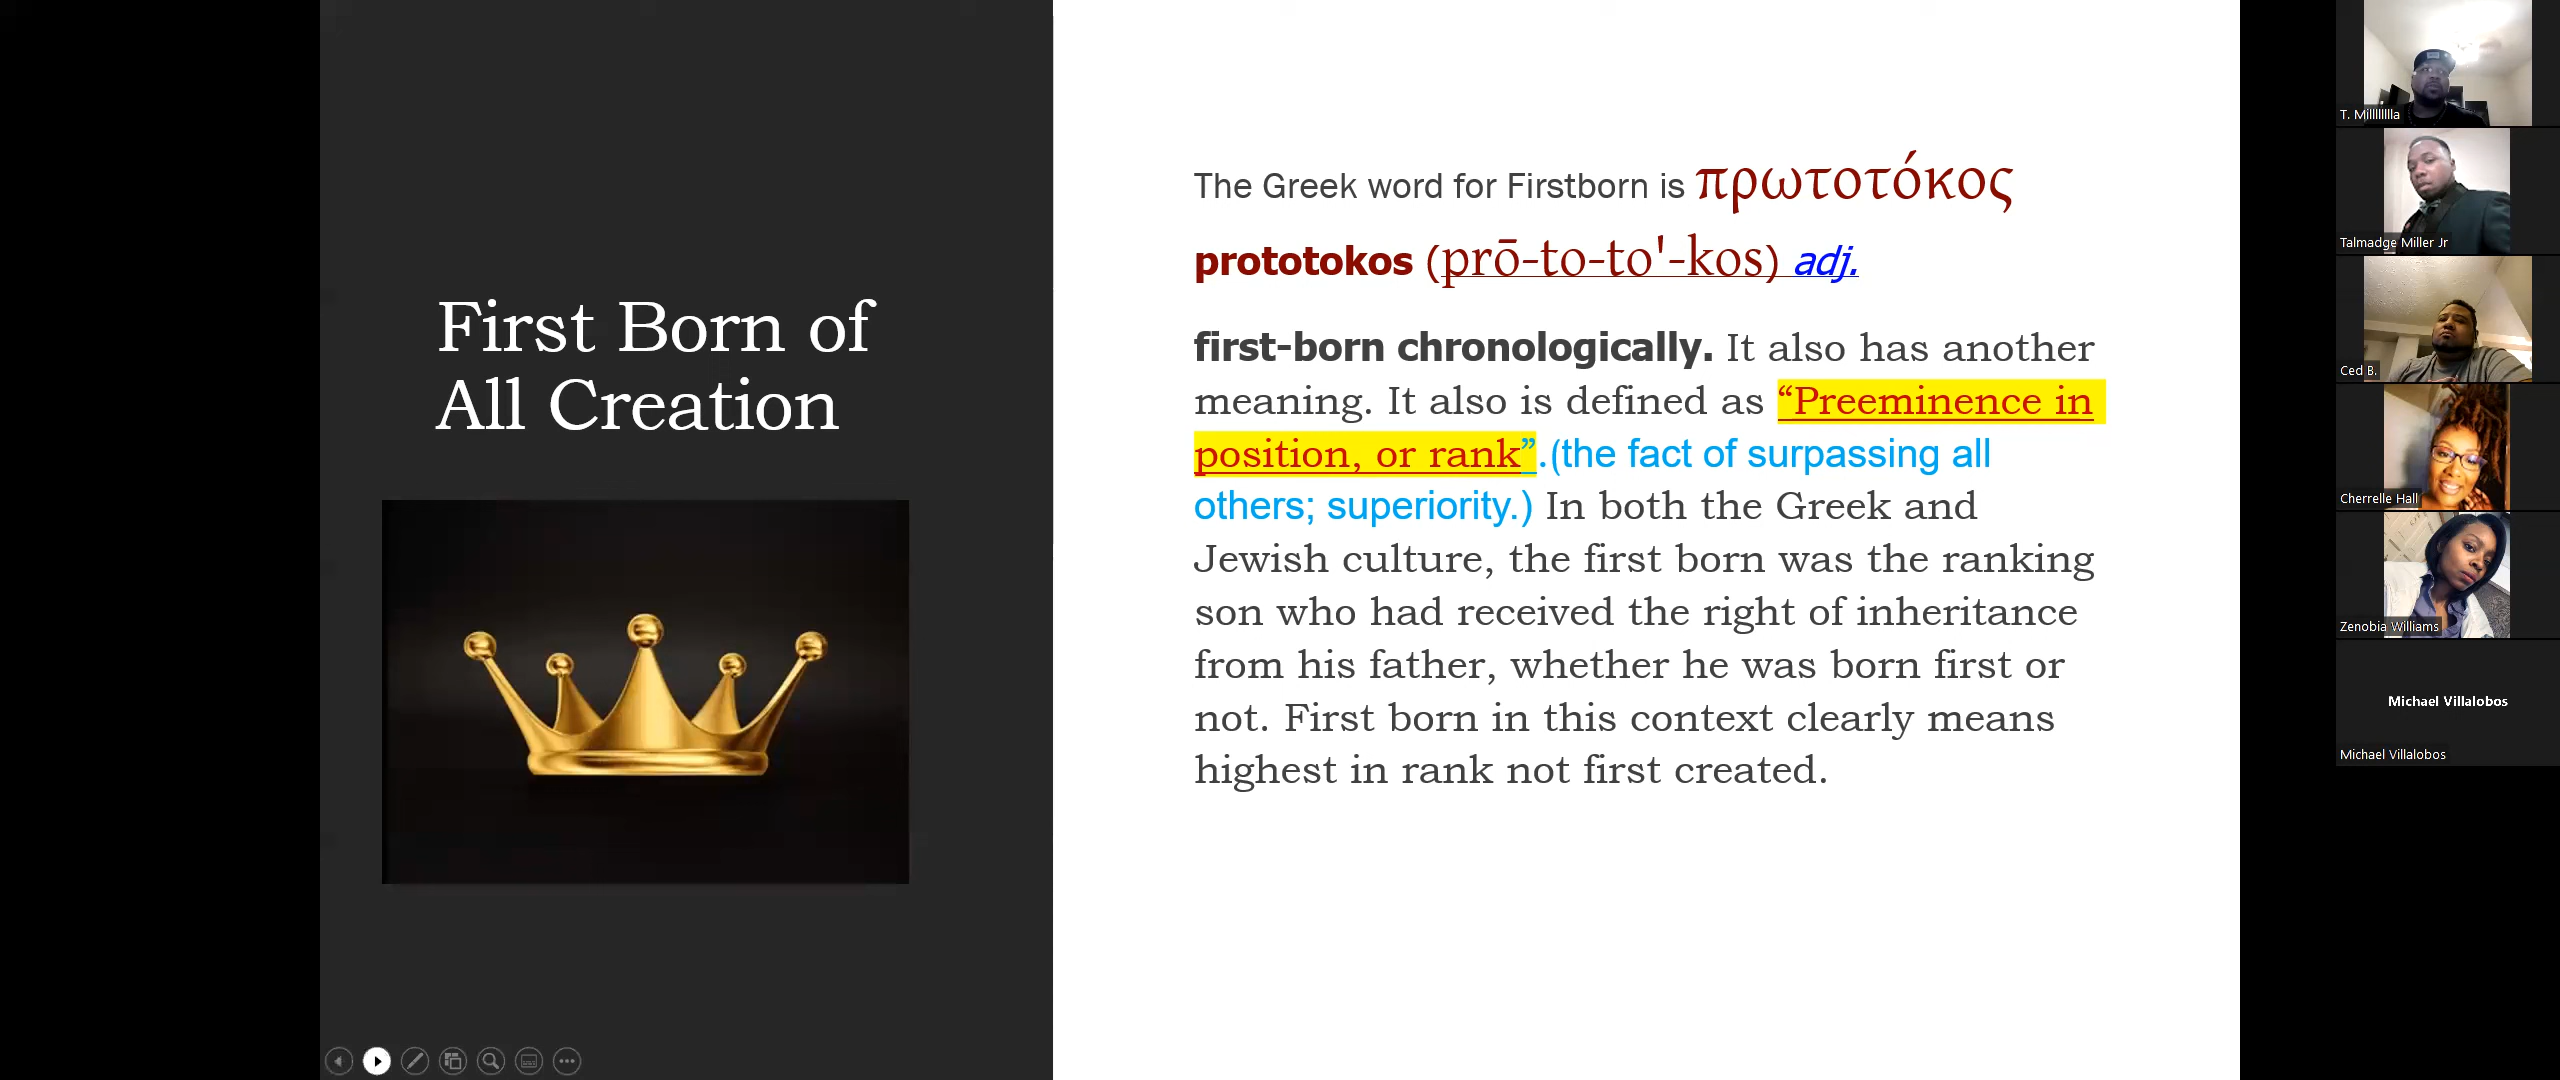 First Born of
All Creation
The Greek word for Firstborn is πρωτοτόκος
prototokos (prō-to-to'-kos) adj.
first-born chronologically. It also has another
meaning. It also is defined as “Preeminence in
position, or rank”.(the fact of surpassing all
others; superiority.) In both the Greek and
Jewish culture, the first born was the ranking
son who had received the right of inheritance
from his father, whether he was born first or
not. First born in this context clearly means
highest in rank not first created.
Talmadge Miller Jr
Ced B.
Cherrelle Hall
Zenobia Williams
Michael Villalobos
Michael Villalobos